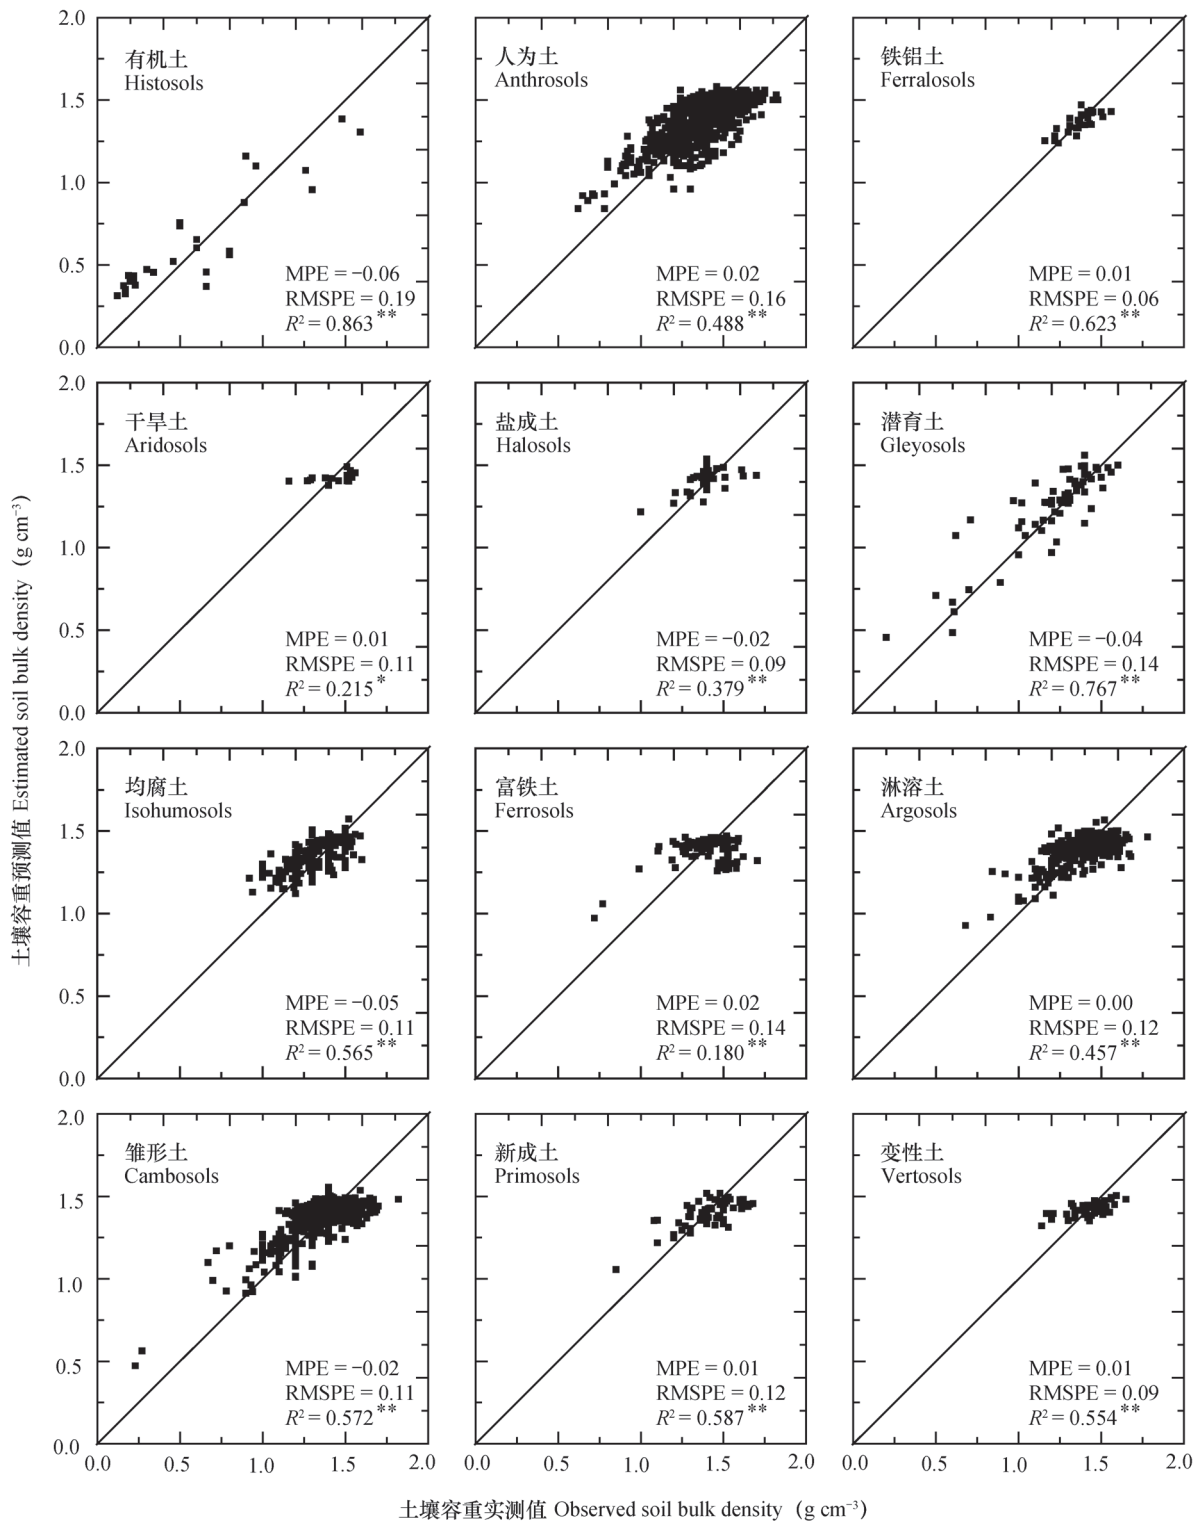 土壤容重预测值 Estimated soil bulk density（g cm⁻³）
2.0
1.5
1.0
0.5
0.0
有机土
Histosols
MPE = −0.06
RMSPE = 0.19
R² = 0.863**
人为土
Anthrosols
MPE = 0.02
RMSPE = 0.16
R² = 0.488**
铁铝土
Ferralosols
MPE = 0.01
RMSPE = 0.06
R² = 0.623**
2.0
1.5
1.0
0.5
0.0
干旱土
Aridosols
MPE = 0.01
RMSPE = 0.11
R² = 0.215*
盐成土
Halosols
MPE = −0.02
RMSPE = 0.09
R² = 0.379**
潜育土
Gleyosols
MPE = −0.04
RMSPE = 0.14
R² = 0.767**
2.0
1.5
1.0
0.5
0.0
均腐土
Isohumosols
MPE = −0.05
RMSPE = 0.11
R² = 0.565**
富铁土
Ferrosols
MPE = 0.02
RMSPE = 0.14
R² = 0.180**
淋溶土
Argosols
MPE = 0.00
RMSPE = 0.12
R² = 0.457**
2.0
1.5
1.0
0.5
0.0
雏形土
Cambosols
MPE = −0.02
RMSPE = 0.11
R² = 0.572**
新成土
Primosols
MPE = 0.01
RMSPE = 0.12
R² = 0.587**
变性土
Vertosols
MPE = 0.01
RMSPE = 0.09
R² = 0.554**
0.0 0.5 1.0 1.5 2.0 0.0 0.5 1.0 1.5 2.0 0.0 0.5 1.0 1.5 2.0
土壤容重实测值 Observed soil bulk density（g cm⁻³）